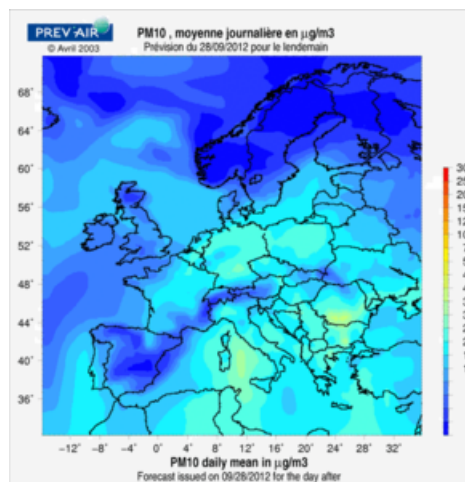 PREV'AIR
© Avril 2003
PM10 , moyenne journalière en µg/m3
Prévision du 28/09/2012 pour le lendemain
68°
64°
60°
56°
52°
48°
44°
40°
36°
−12° −8° −4° 0° 4° 8° 12° 16° 20° 24° 28° 32°
PM10 daily mean in µg/m3
Forecast issued on 09/28/2012 for the day after